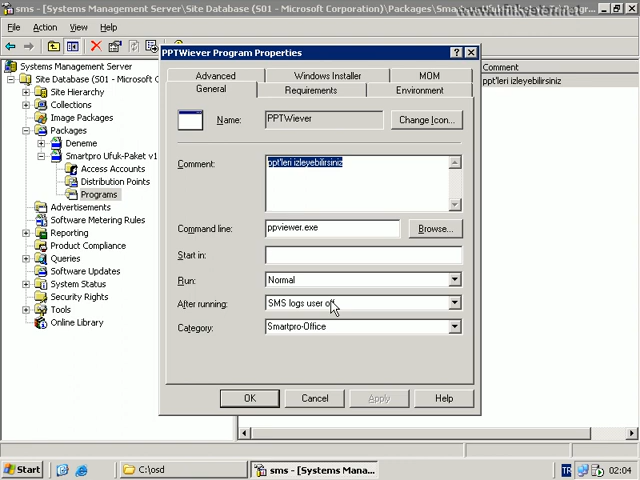 sms - [Systems Management Server\Site Database (S01 - Microsoft Corporation)\Packages\Smartpro
www.ufukveten.net
File Action View Help
Systems Management Server
Site Database (S01 - Microsoft C
Site Hierarchy
Collections
Image Packages
Packages
Deneme
Smartpro Ufuk-Paket v1
Access Accounts
Distribution Points
Programs
Advertisements
Software Metering Rules
Reporting
Product Compliance
Queries
Software Updates
System Status
Security Rights
Tools
Online Library
PPTWiever Program Properties
Advanced Windows Installer MOM
General Requirements Environment
Name: PPTWiever Change Icon...
Comment: ppt'leri izleyebilirsiniz
Command line: ppviewer.exe Browse...
Start in:
Run: Normal
After running: SMS logs user off
Category: Smartpro-Office
OK Cancel Apply Help
Comment
ppt'leri izleyebilirsiniz
Start C:\osd sms - [Systems Mana... TR 02:04